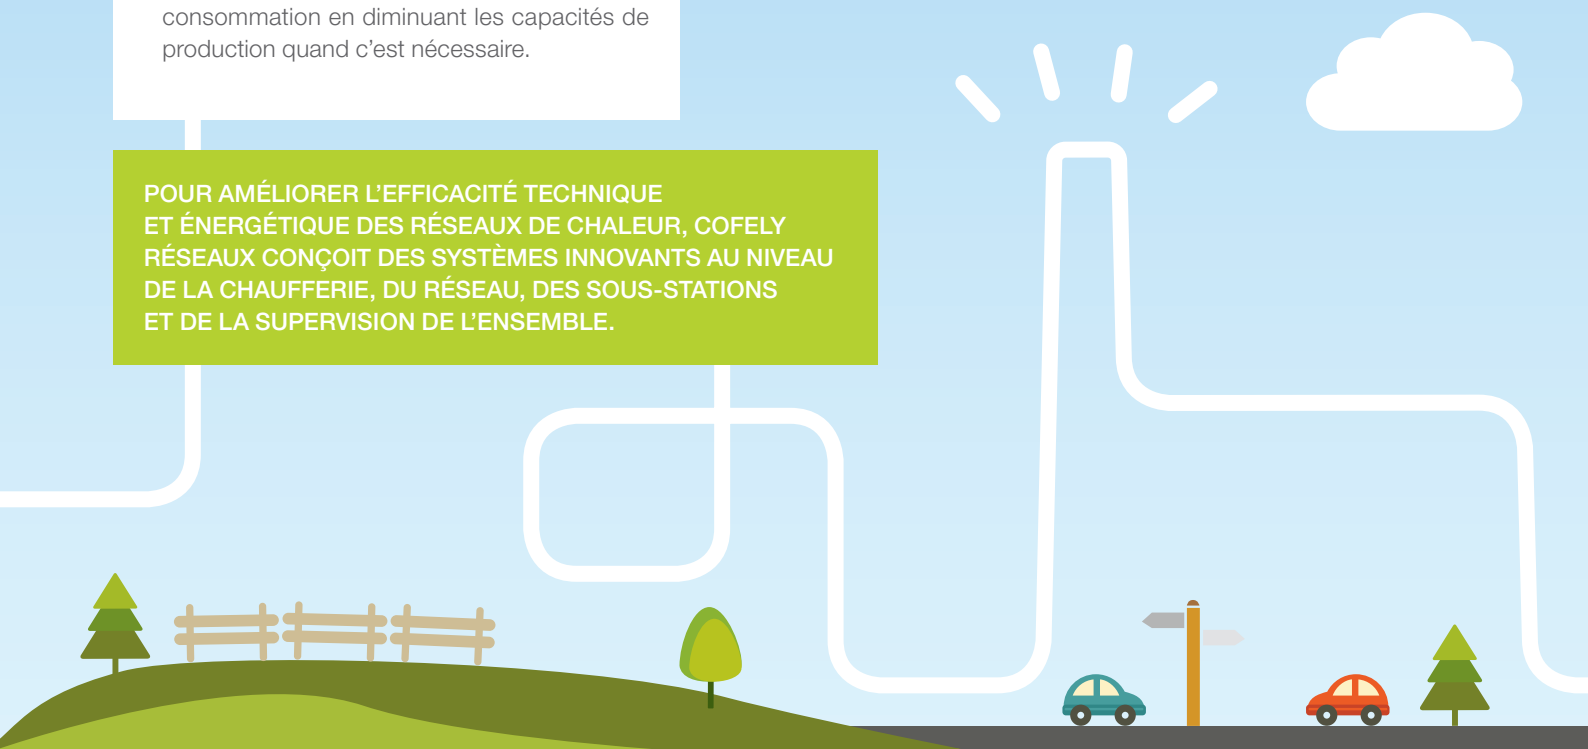 consommation en diminuant les capacités de
production quand c’est nécessaire.
POUR AMÉLIORER L’EFFICACITÉ TECHNIQUE
ET ÉNERGÉTIQUE DES RÉSEAUX DE CHALEUR, COFELY
RÉSEAUX CONÇOIT DES SYSTÈMES INNOVANTS AU NIVEAU
DE LA CHAUFFERIE, DU RÉSEAU, DES SOUS-STATIONS
ET DE LA SUPERVISION DE L’ENSEMBLE.